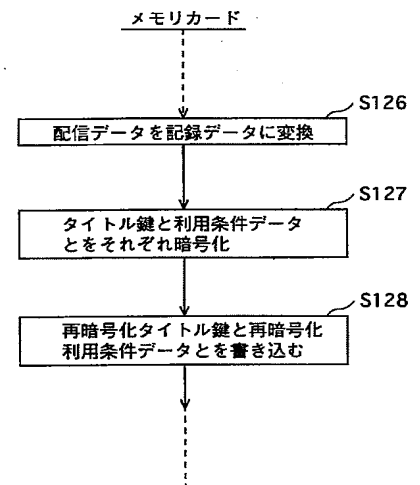 メモリカード
S126
配信データを記録データに変換
S127
タイトル鍵と利用条件データ
とをそれぞれ暗号化
S128
再暗号化タイトル鍵と再暗号化
利用条件データとを書き込む